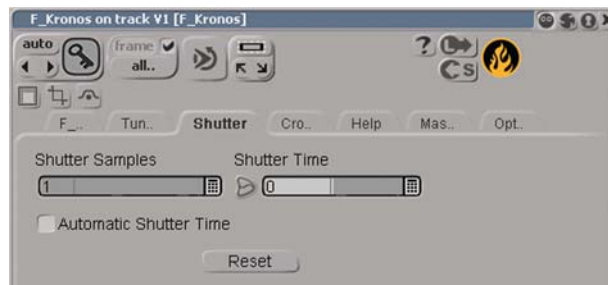 F_Kronos on track V1 [F_Kronos]
auto
frame
all..
?
L
C S
F_.. Tun.. Shutter Cro.. Help Mas.. Opt..
Shutter Samples Shutter Time
1 0
Automatic Shutter Time
Reset